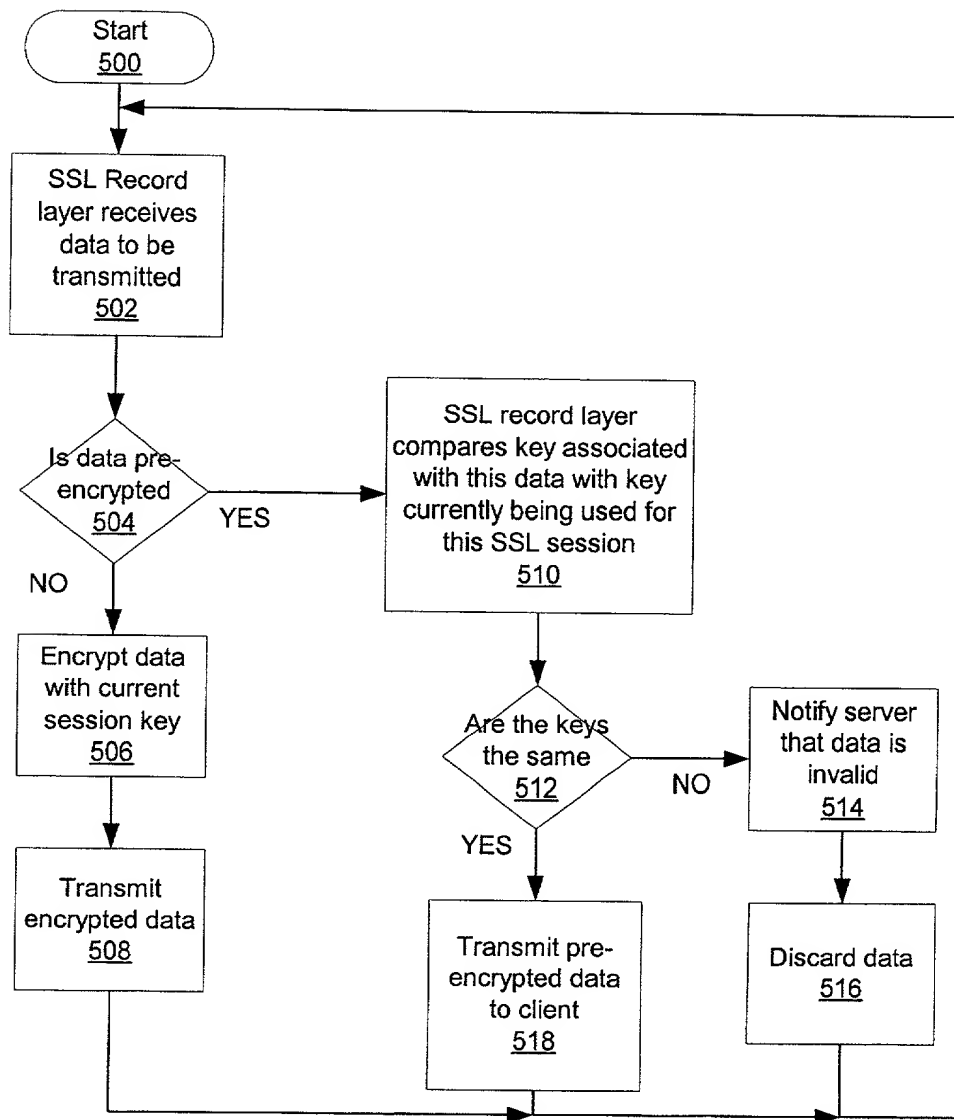 Start
500
SSL Record
layer receives
data to be
transmitted
502
Is data pre-
encrypted
504
YES
NO
SSL record layer
compares key associated
with this data with key
currently being used for
this SSL session
510
Encrypt data
with current
session key
506
Are the keys
the same
512
NO
YES
Notify server
that data is
invalid
514
Transmit
encrypted data
508
Transmit pre-
encrypted data
to client
518
Discard data
516